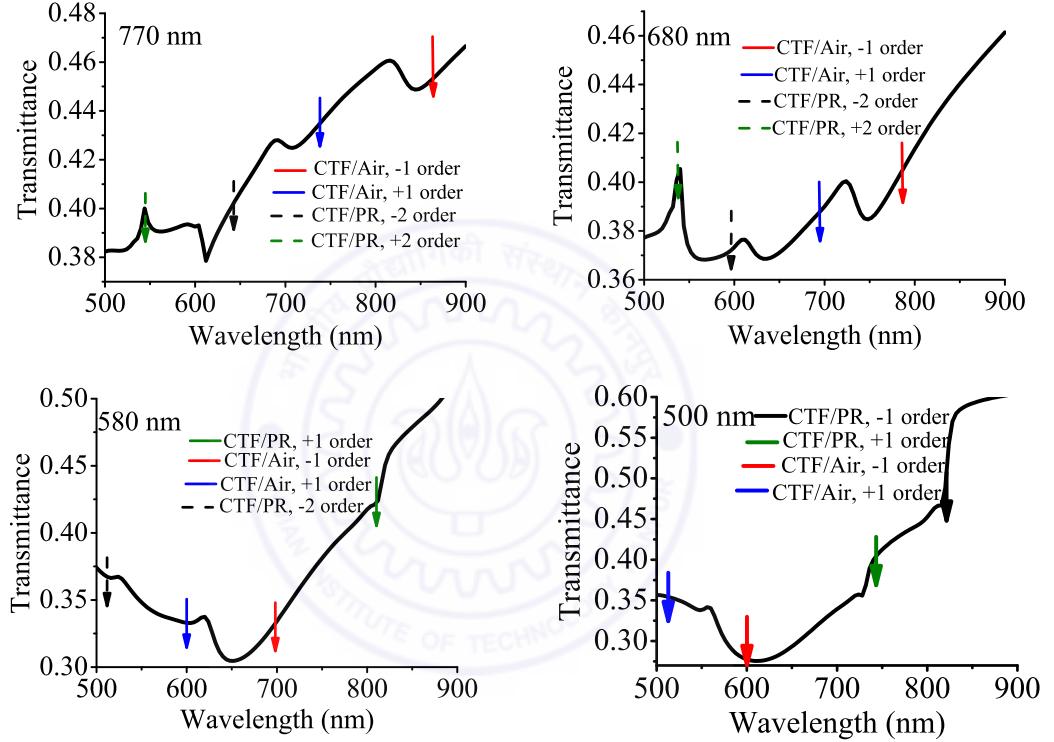 770 nm
0.48
0.46
0.44
0.42
0.40
0.38
Transmittance
CTF/Air, -1 order
CTF/Air, +1 order
CTF/PR, -2 order
CTF/PR, +2 order
500 600 700 800 900
Wavelength (nm)
680 nm
0.46
0.44
0.42
0.40
0.38
0.36
Transmittance
CTF/Air, -1 order
CTF/Air, +1 order
CTF/PR, -2 order
CTF/PR, +2 order
500 600 700 800 900
Wavelength (nm)
580 nm
0.50
0.45
0.40
0.35
0.30
Transmittance
CTF/PR, +1 order
CTF/Air, -1 order
CTF/Air, +1 order
CTF/PR, -2 order
500 600 700 800 900
Wavelength (nm)
500 nm
0.60
0.55
0.50
0.45
0.40
0.35
0.30
Transmittance
CTF/PR, -1 order
CTF/PR, +1 order
CTF/Air, -1 order
CTF/Air, +1 order
500 600 700 800 900
Wavelength (nm)
INSTITUTE OF TECHNOLOGY